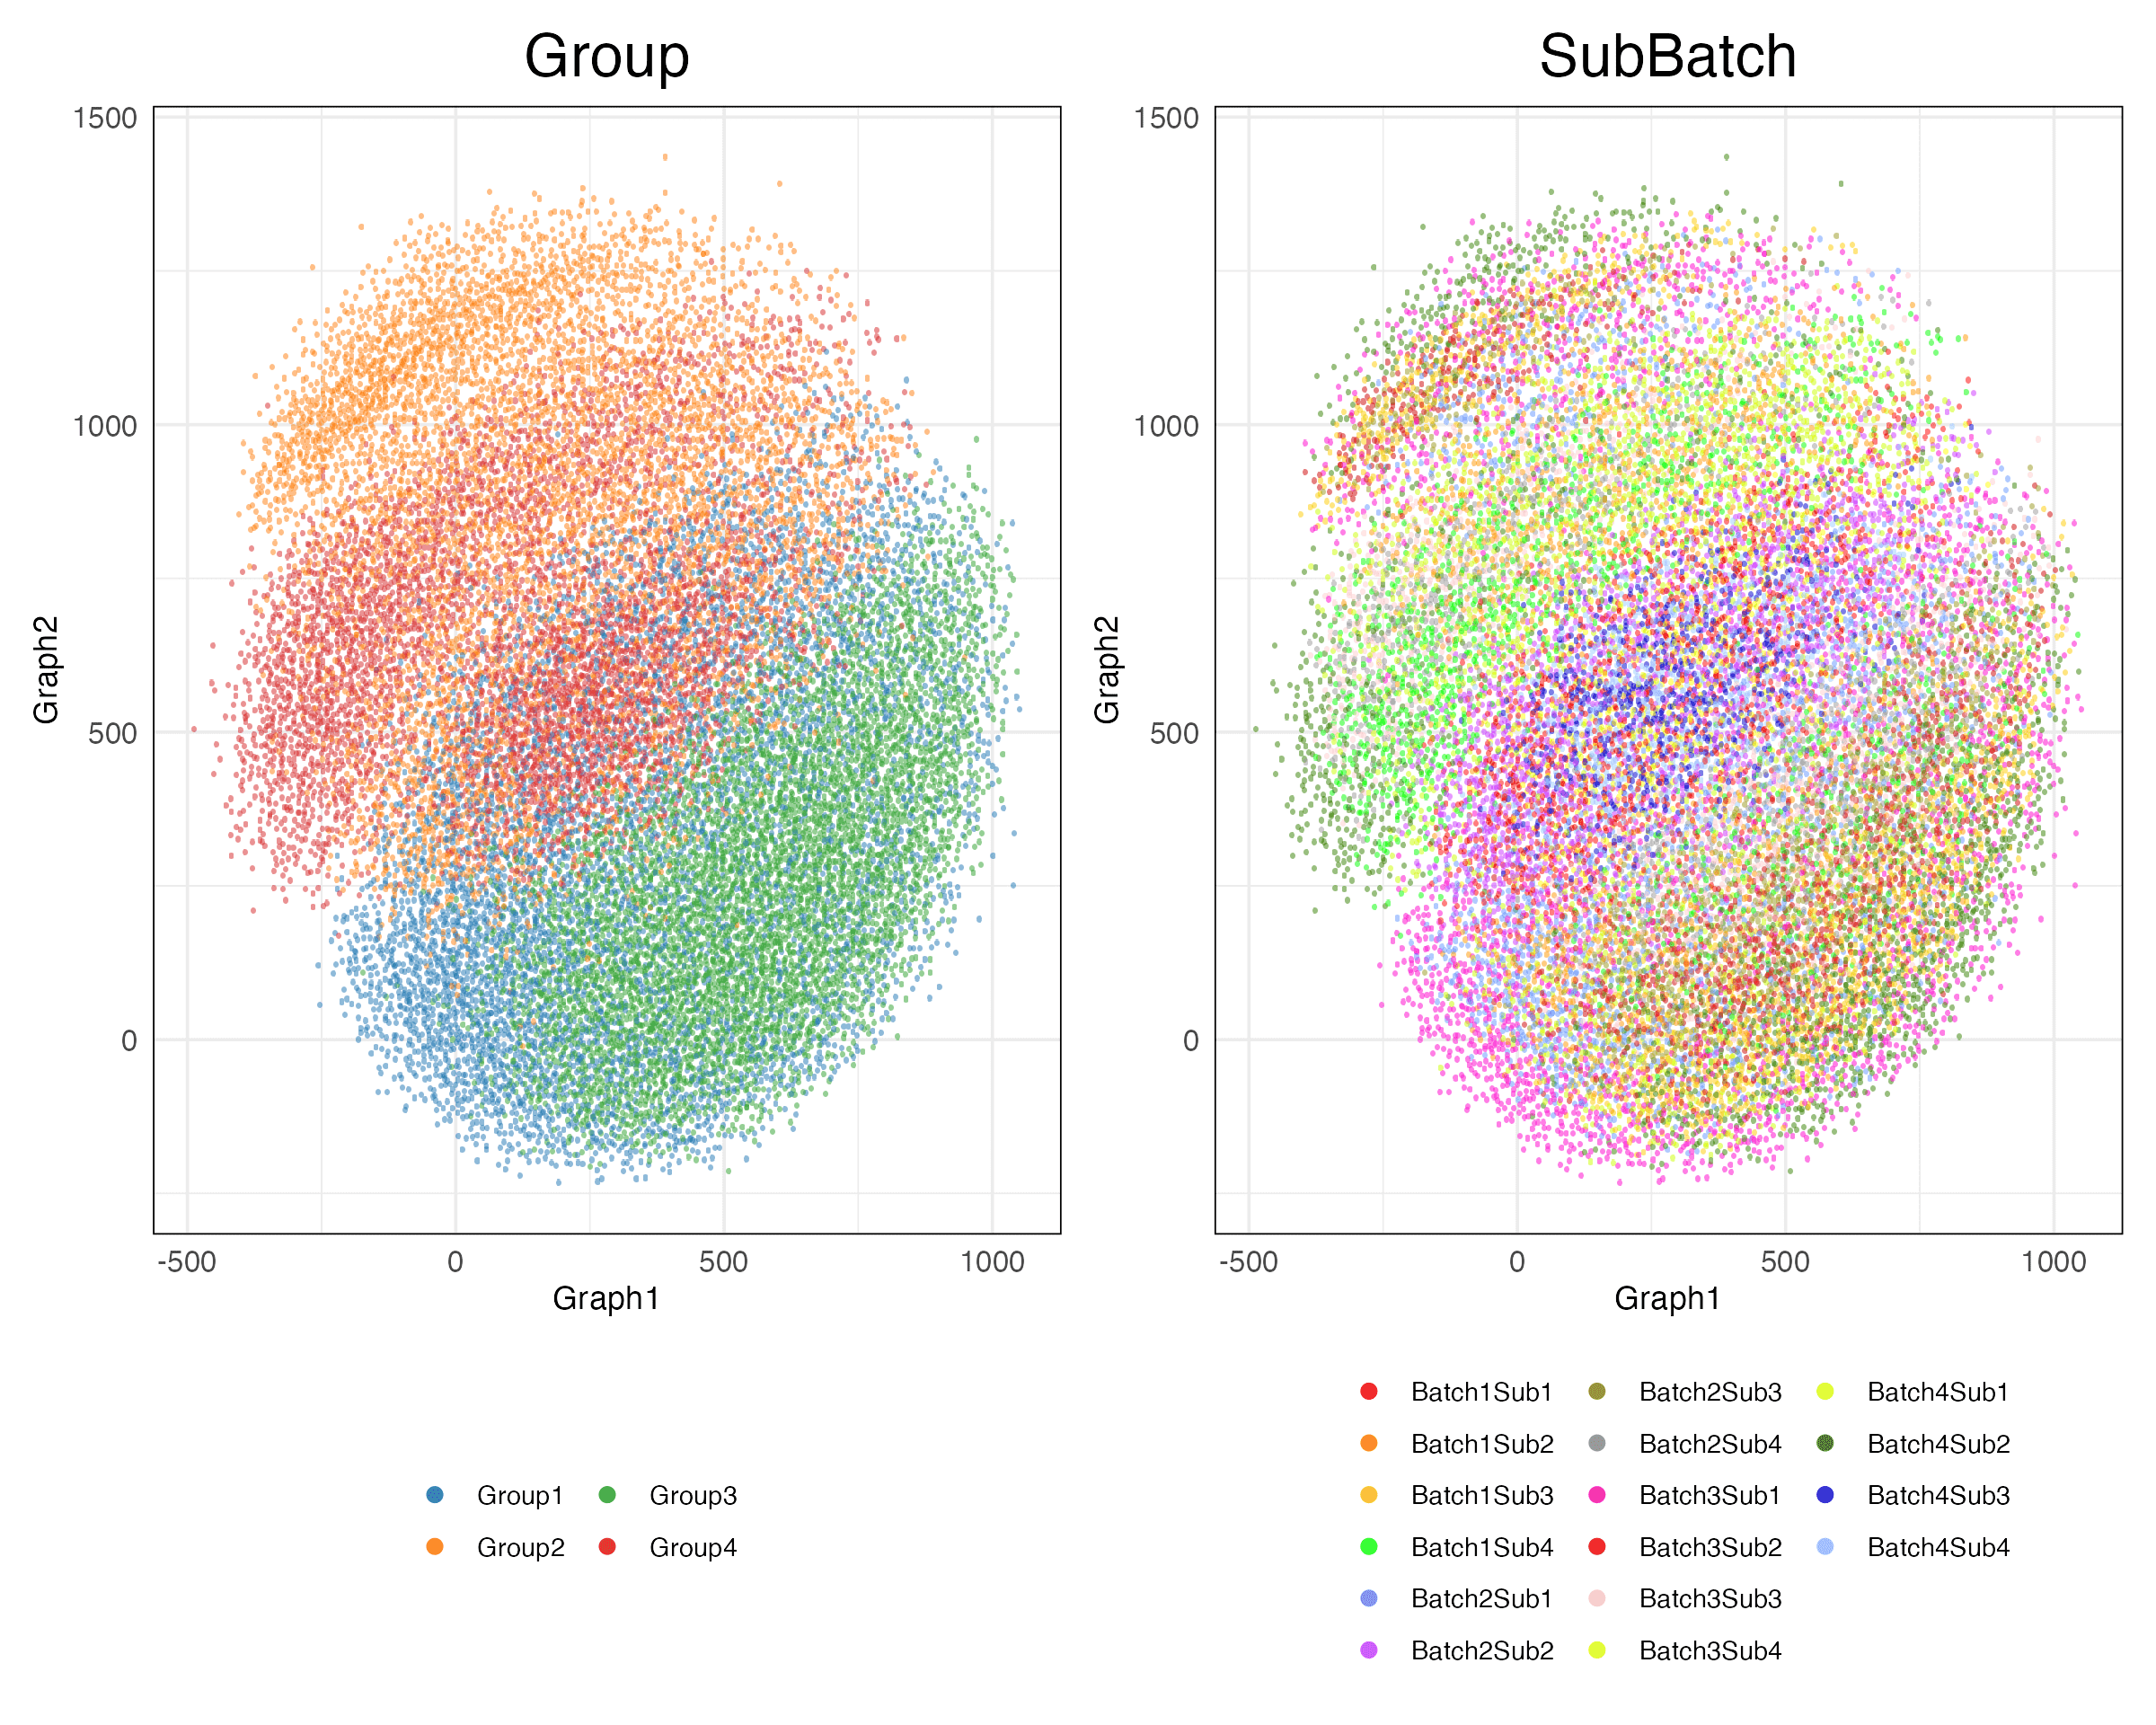 Group
1500
1000
500
0
Graph2
-500 0 500 1000
Graph1
Group1 Group3
Group2 Group4
SubBatch
1500
1000
500
0
Graph2
-500 0 500 1000
Graph1
Batch1Sub1 Batch2Sub3 Batch4Sub1
Batch1Sub2 Batch2Sub4 Batch4Sub2
Batch1Sub3 Batch3Sub1 Batch4Sub3
Batch1Sub4 Batch3Sub2 Batch4Sub4
Batch2Sub1 Batch3Sub3
Batch2Sub2 Batch3Sub4